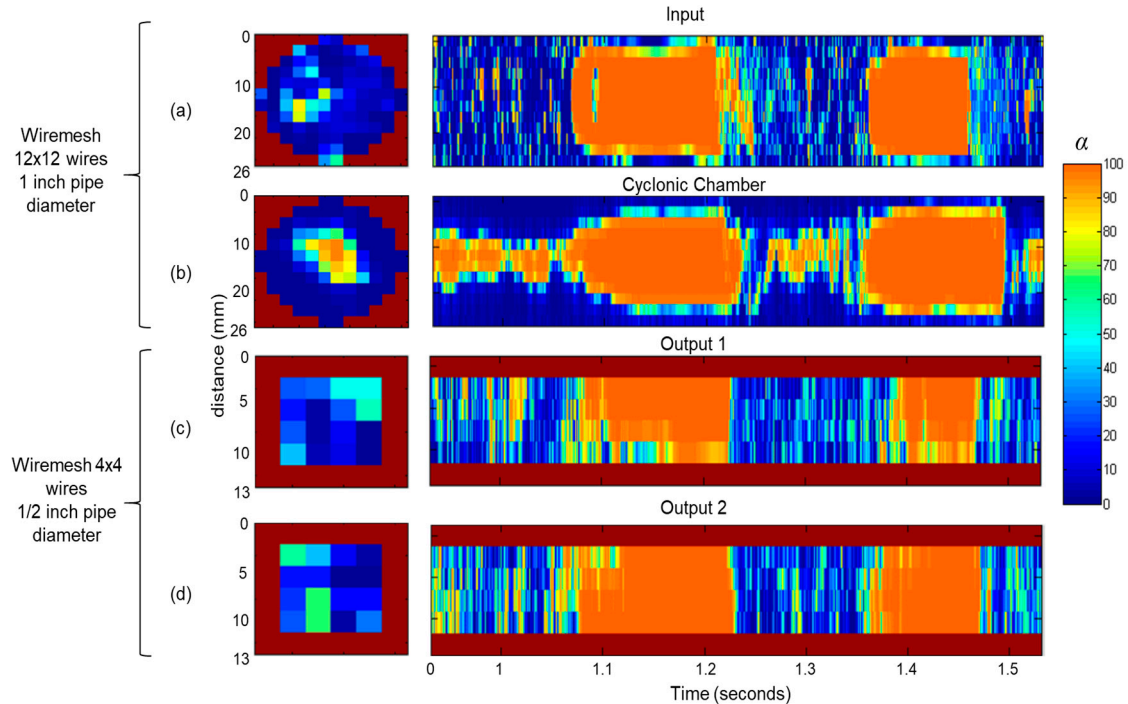 Input
0
10
20
26
(a)
Wiremesh
12x12 wires
1 inch pipe
diameter
Cyclonic Chamber
0
10
20
26
(b)
α
100
90
80
70
60
50
40
30
20
10
0
distance (mm)
Output 1
0
5
10
13
(c)
Wiremesh 4x4
wires
1/2 inch pipe
diameter
Output 2
0
5
10
13
(d)
0 1 1.1 1.2 1.3 1.4 1.5
Time (seconds)